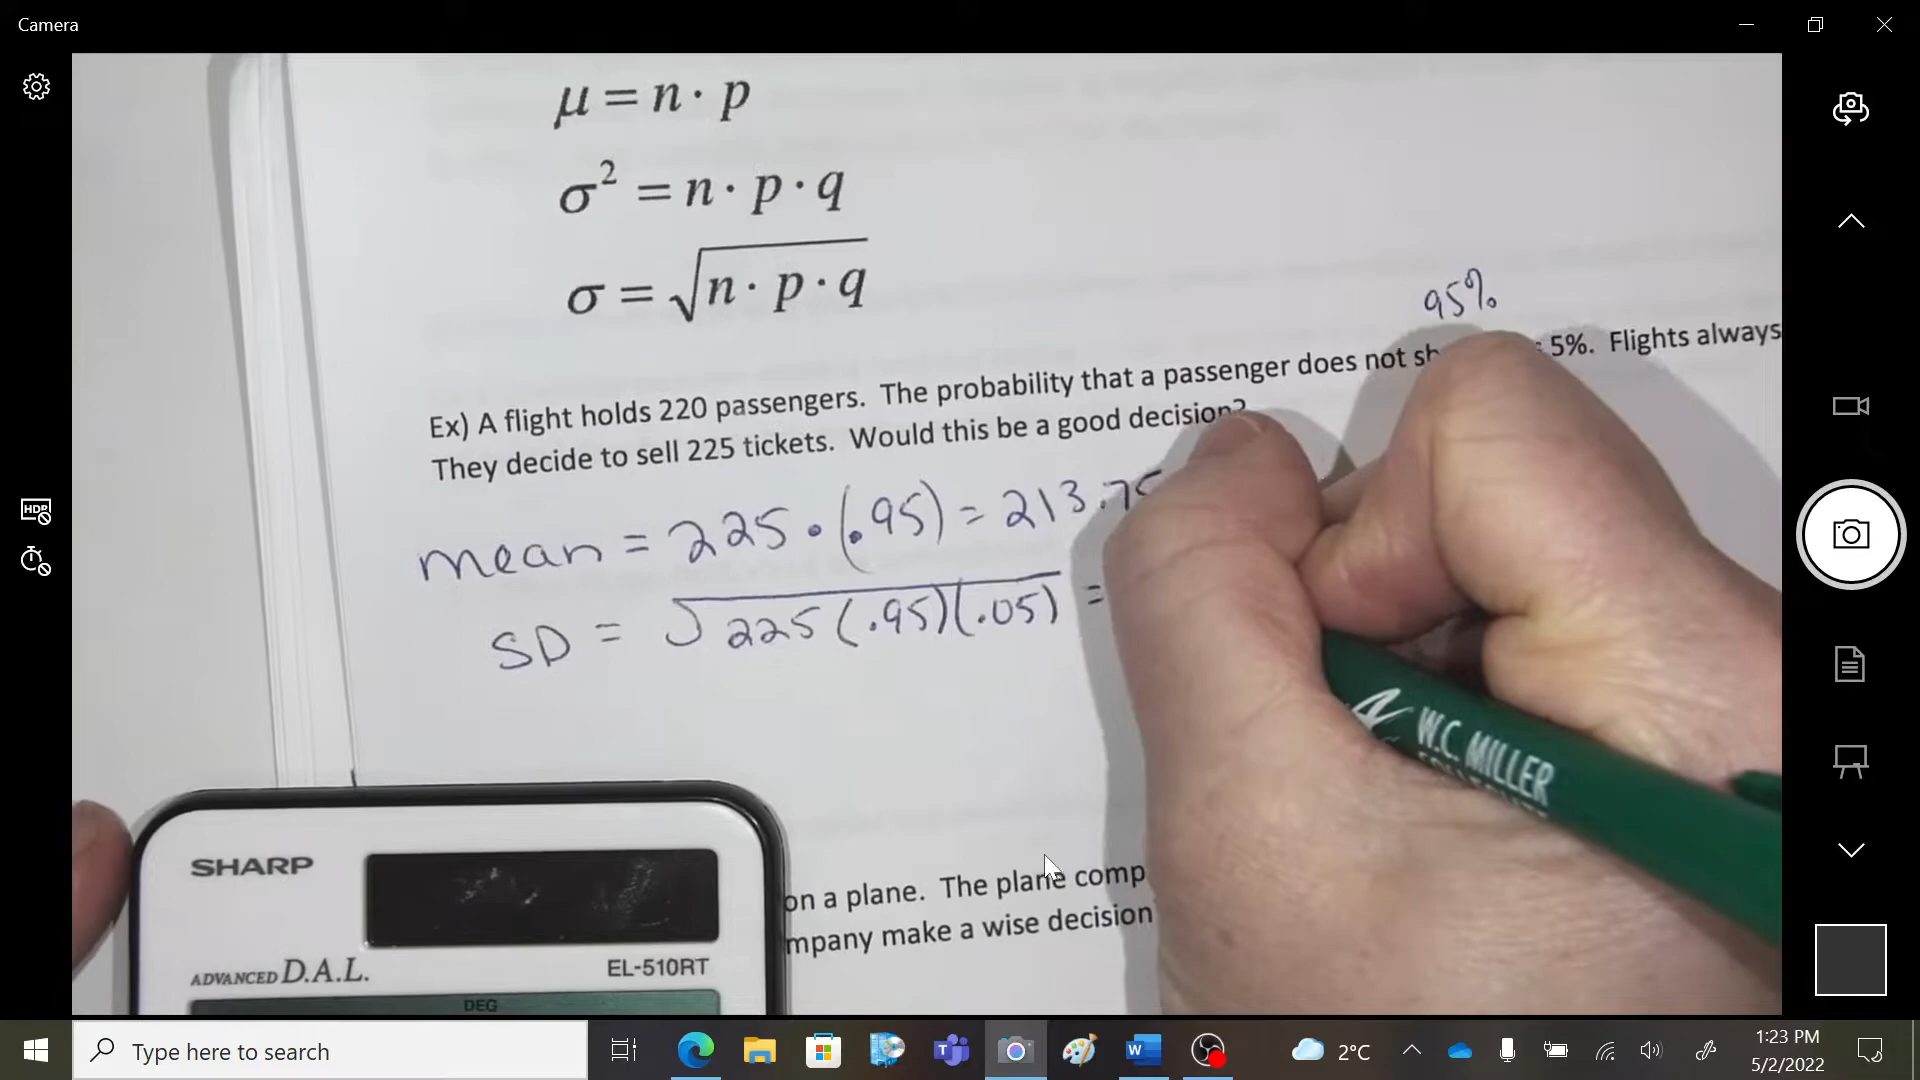 Camera
μ = n · p
σ² = n · p · q
σ = √n · p · q
95%
Ex) A flight holds 220 passengers. The probability that a passenger does not 5%. Flights always
They decide to sell 225 tickets. Would this be a good decision?
mean = 225 • (.95) = 213.75
SD = √225(.95)(.05) =
W.C. MILLER
SHARP
on a plane. The plane comp
mpany make a wise decision
ADVANCED D.A.L. EL-510RT
DEG
Type here to search
2°C
1:23 PM
5/2/2022